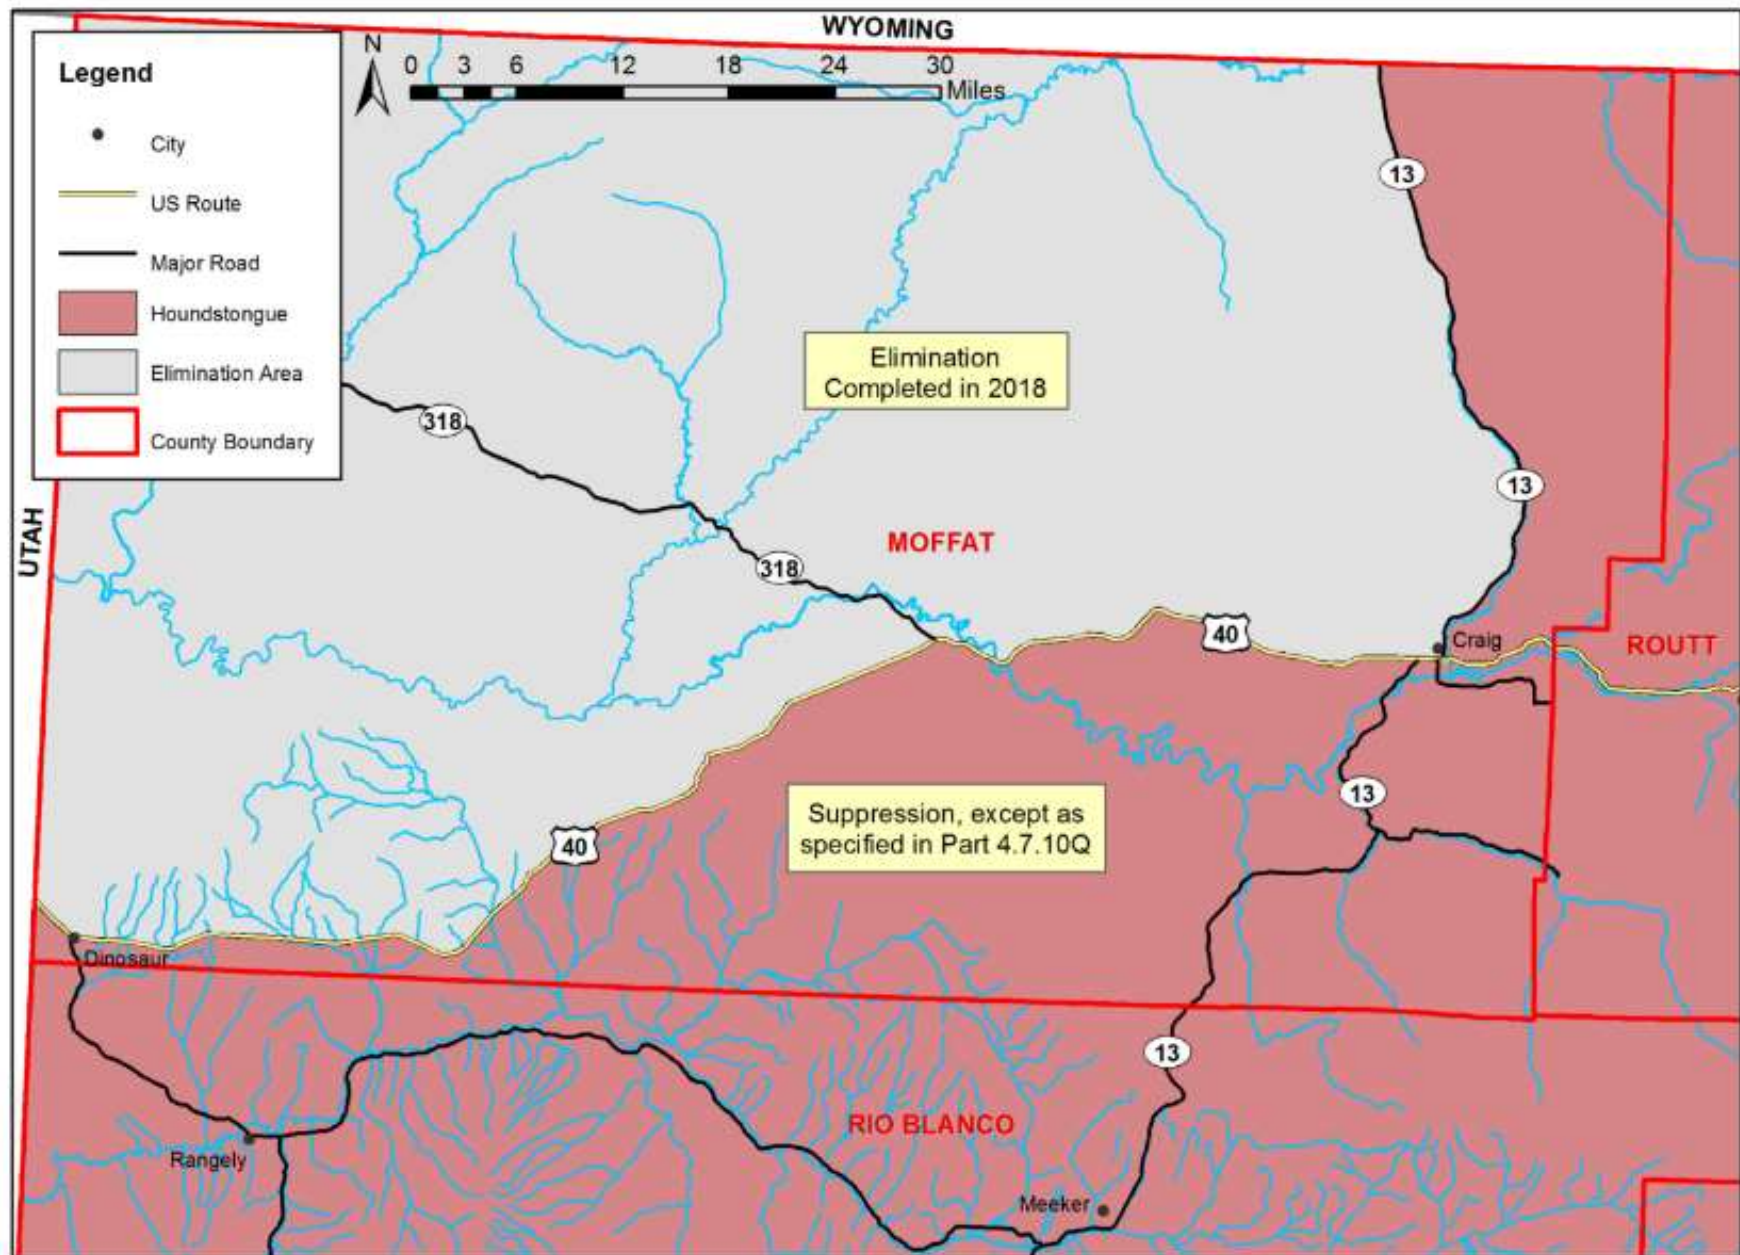 WYOMING
Legend
City
US Route
Major Road
Houndstongue
Elimination Area
County Boundary
N
0 3 6 12 18 24 30
Miles
13
Elimination
Completed in 2018
318
13
UTAH
MOFFAT
318
40
Craig
ROUTT
13
Suppression, except as
specified in Part 4.7.10Q
40
Dinosaur
13
RIO BLANCO
Rangely
Meeker